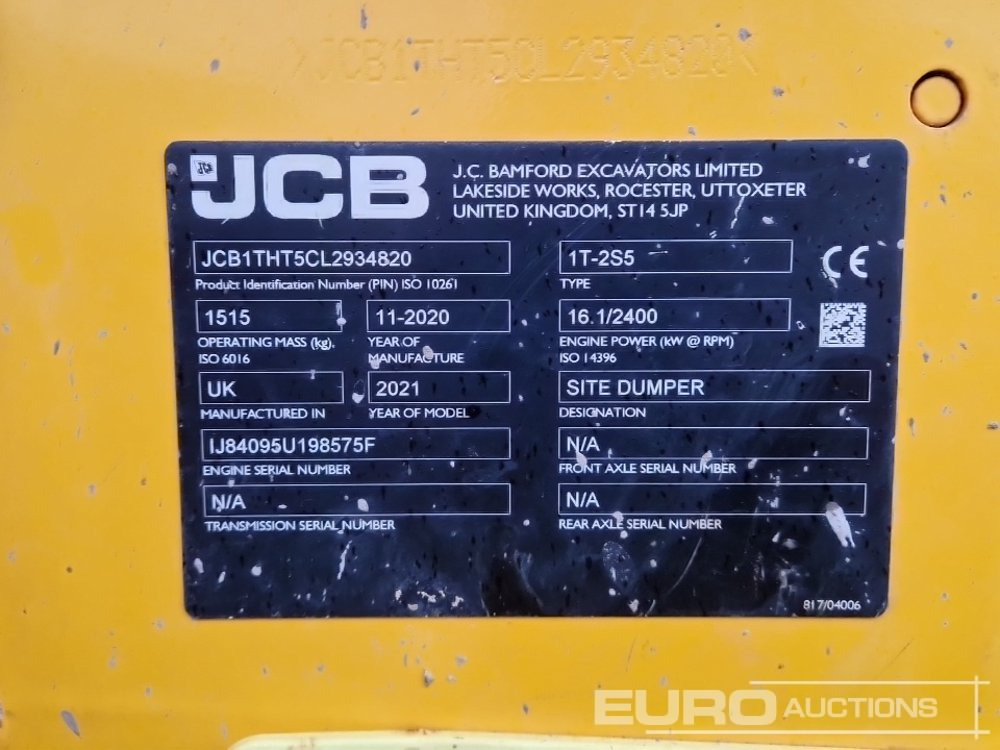 JCB1THT5CL2934820
JCB
J.C. BAMFORD EXCAVATORS LIMITED
LAKESIDE WORKS, ROCESTER, UTTOXETER
UNITED KINGDOM, ST14 5JP
JCB1THT5CL2934820
Product Identification Number (PIN) ISO 10261
1T-2S5
TYPE
CE
1515
OPERATING MASS (kg),
ISO 6016
11-2020
YEAR OF
MANUFACTURE
16.1/2400
ENGINE POWER (kW @ RPM)
ISO 14396
UK
MANUFACTURED IN
2021
YEAR OF MODEL
SITE DUMPER
DESIGNATION
IJ84095U198575F
ENGINE SERIAL NUMBER
N/A
FRONT AXLE SERIAL NUMBER
N/A
TRANSMISSION SERIAL NUMBER
N/A
REAR AXLE SERIAL NUMBER
817/04006
EURO AUCTIONS